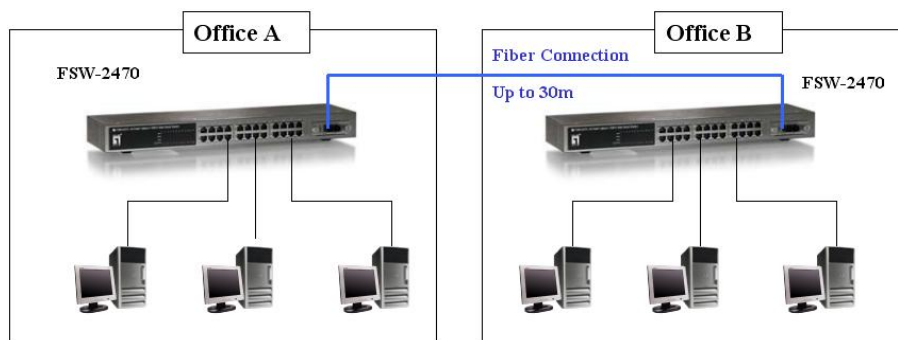 Office A
Office B
Fiber Connection
FSW-2470
Up to 30m
FSW-2470